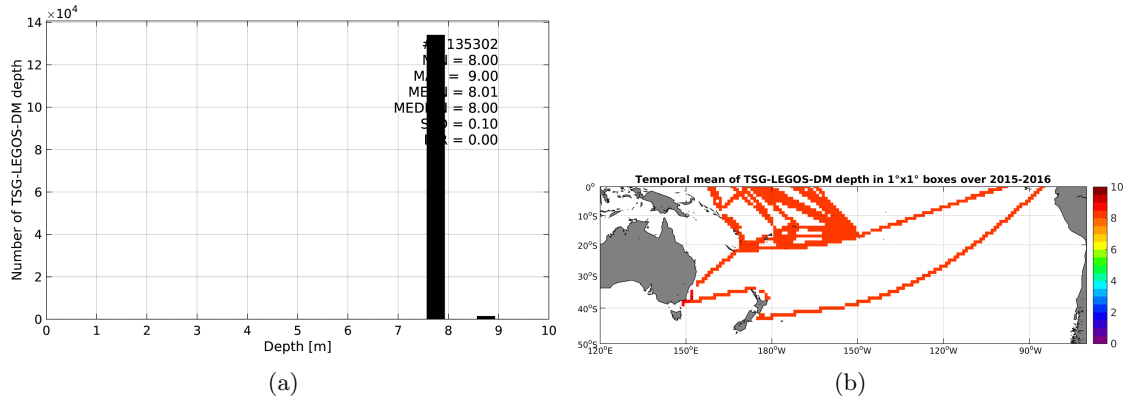 14 ×10⁴
12
10
8
6
4
2
0
Number of TSG-LEGOS-DM depth
# 135302
= 8.00
= 9.00
= 8.01
= 8.00
= 0.10
= 0.00
0 1 2 3 4 5 6 7 8 9 10
Depth [m]
(a)
Temporal mean of TSG-LEGOS-DM depth in 1°x1° boxes over 2015-2016
0°
10°S
20°S
30°S
40°S
50°S
120°E 150°E 180°W 150°W 120°W 90°W
10
8
6
4
2
0
(b)